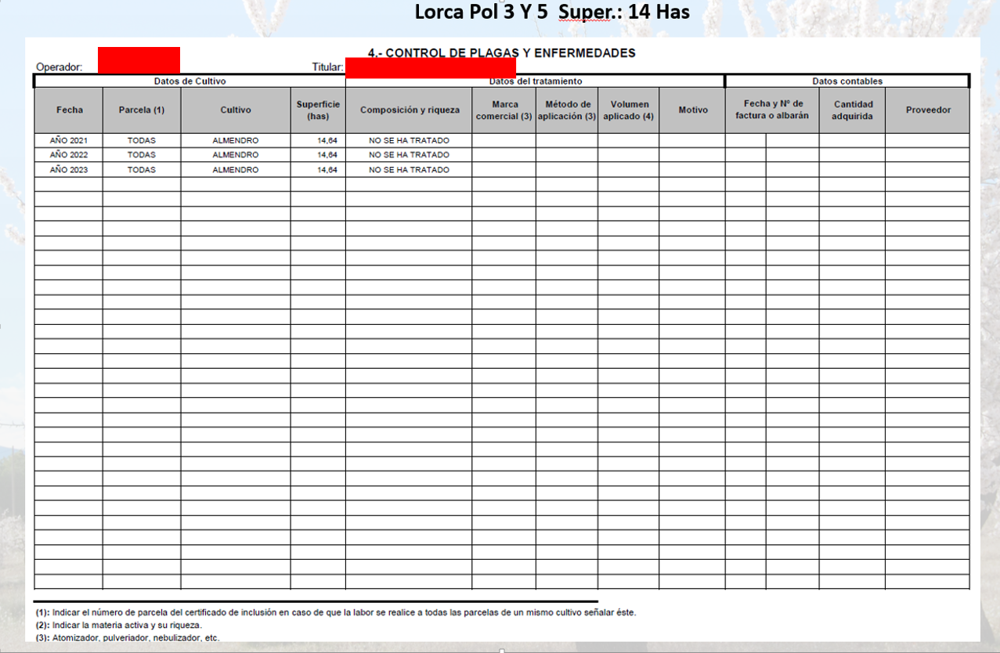 Lorca Pol 3 Y 5 Super.: 14 Has
4.- CONTROL DE PLAGAS Y ENFERMEDADES
Operador: Titular:
Datos de Cultivo Datos del tratamiento Datos contables
Fecha Parcela (1) Cultivo Superficie (has) Composición y riqueza Marca comercial (3) Método de aplicación (3) Volumen aplicado (4) Motivo Fecha y Nº de factura o albarán Cantidad adquirida Proveedor
AÑO 2021 TODAS ALMENDRO 14,64 NO SE HA TRATADO
AÑO 2022 TODAS ALMENDRO 14,64 NO SE HA TRATADO
AÑO 2023 TODAS ALMENDRO 14,64 NO SE HA TRATADO
(1): Indicar el número de parcela del certificado de inclusión en caso de que la labor se realice a todas las parcelas de un mismo cultivo señalar éste.
(2): Indicar la materia activa y su riqueza.
(3): Atomizador, pulveriador, nebulizador, etc.